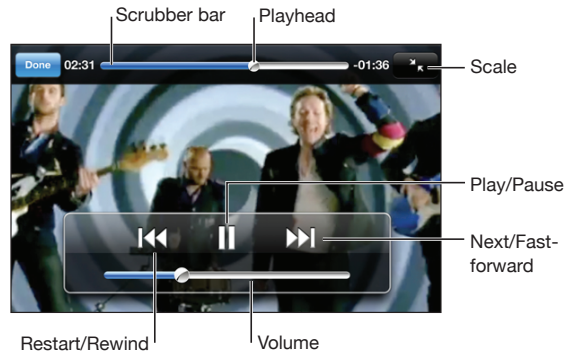 Scrubber bar
Playhead
Done
02:31
-01:36
Scale
Play/Pause
Next/Fast-
forward
Restart/Rewind
Volume